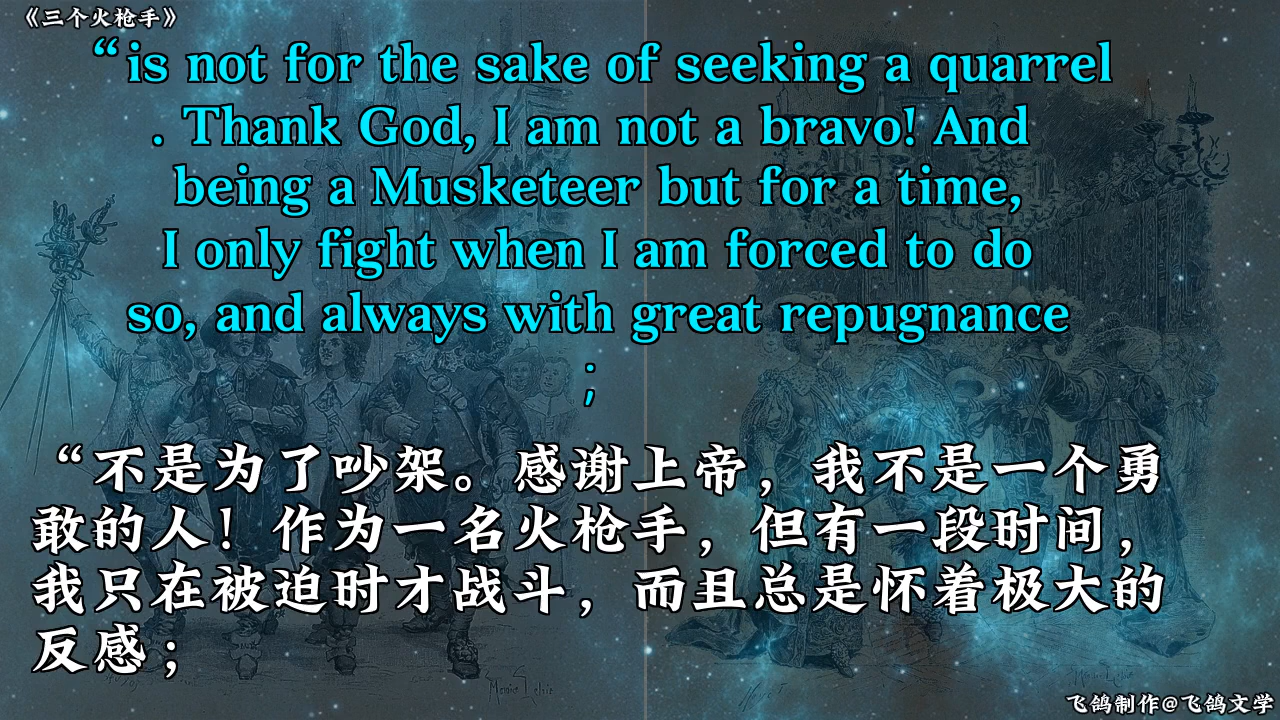 《三个火枪手》
“is not for the sake of seeking a quarrel
. Thank God, I am not a bravo! And
being a Musketeer but for a time,
I only fight when I am forced to do
so, and always with great repugnance
;
“不是为了吵架。感谢上帝，我不是一个勇
敢的人！作为一名火枪手，但有一段时间，
我只在被迫时才战斗，而且总是怀着极大的
反感；
飞鸽制作@飞鸽文学